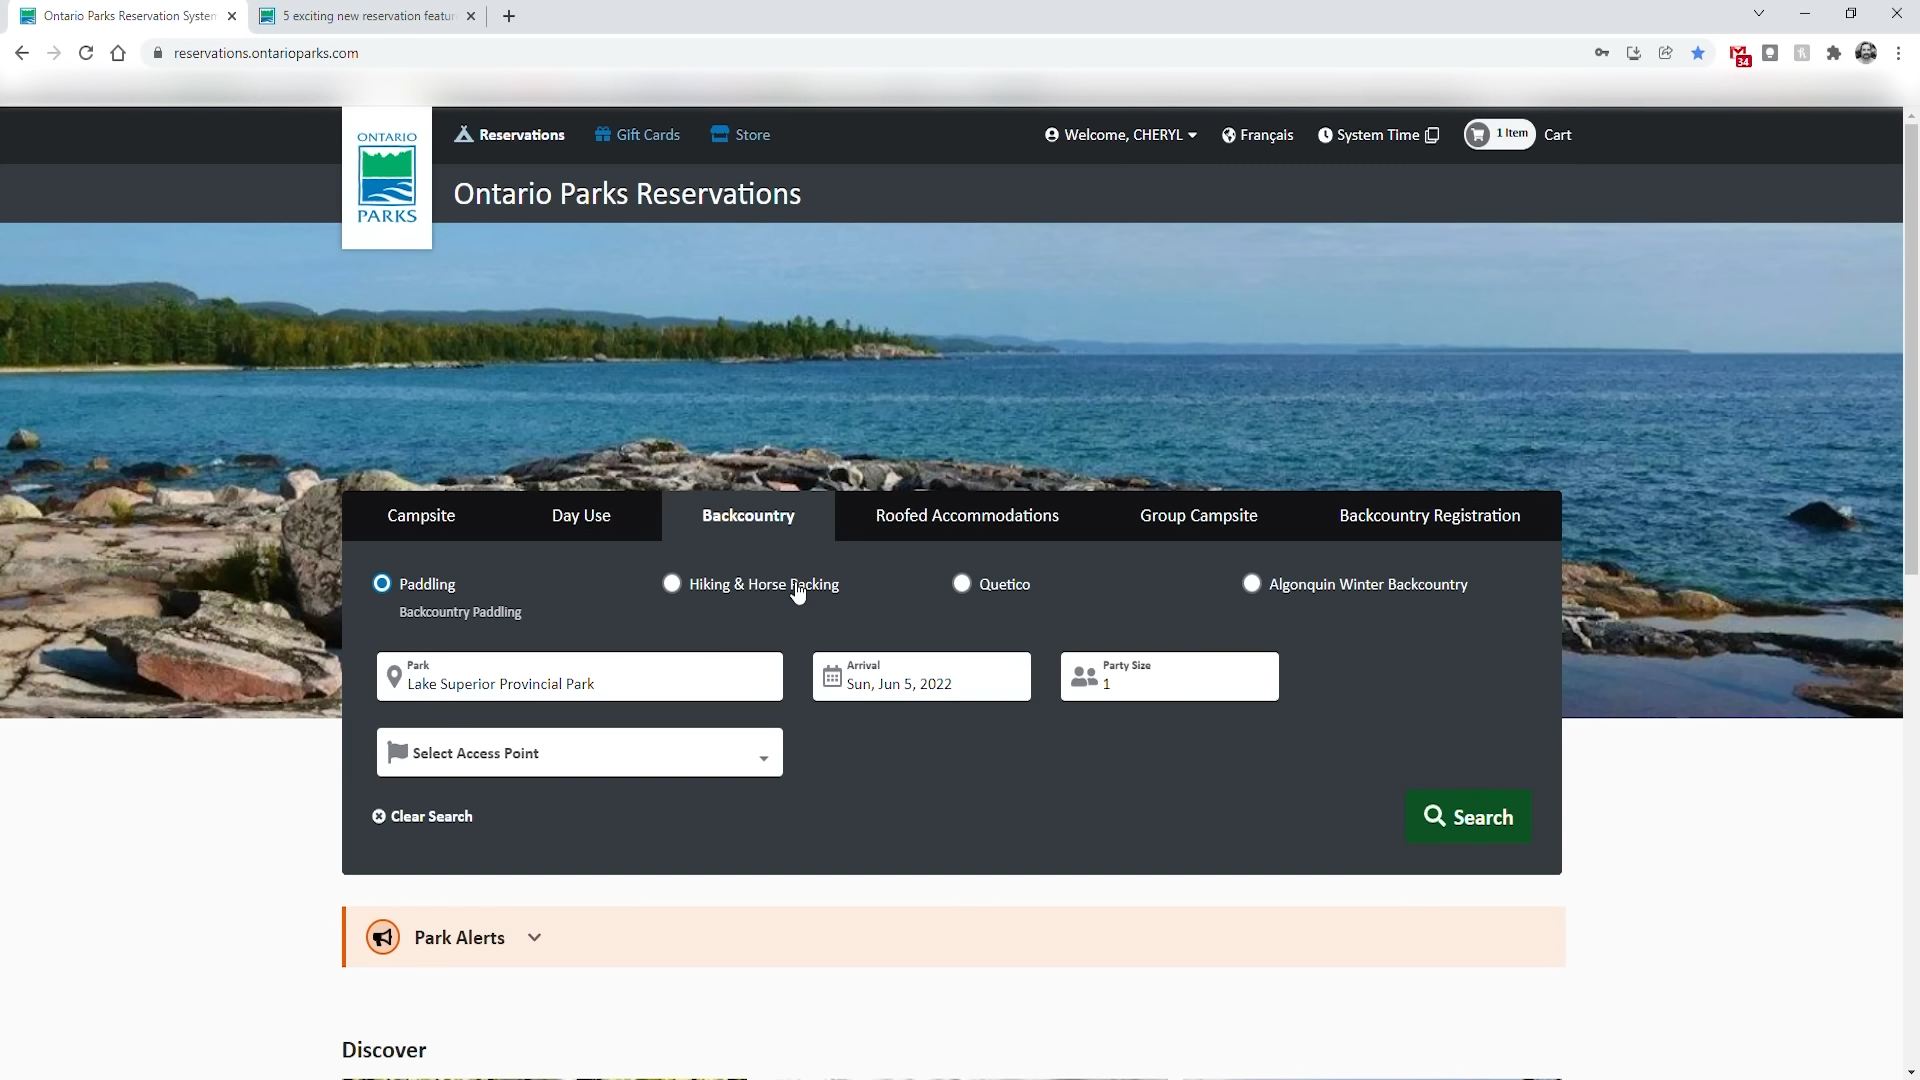 Ontario Parks Reservation System
5 exciting new reservation featur
reservations.ontarioparks.com
34
ONTARIO
PARKS
Reservations
Gift Cards
Store
Welcome, CHERYL
Français
System Time
1 Item
Cart
Ontario Parks Reservations
Campsite
Day Use
Backcountry
Roofed Accommodations
Group Campsite
Backcountry Registration
Paddling
Backcountry Paddling
Hiking & Horse Packing
Quetico
Algonquin Winter Backcountry
Park
Lake Superior Provincial Park
Arrival
Sun, Jun 5, 2022
Party Size
1
Select Access Point
Clear Search
Search
Park Alerts
Discover